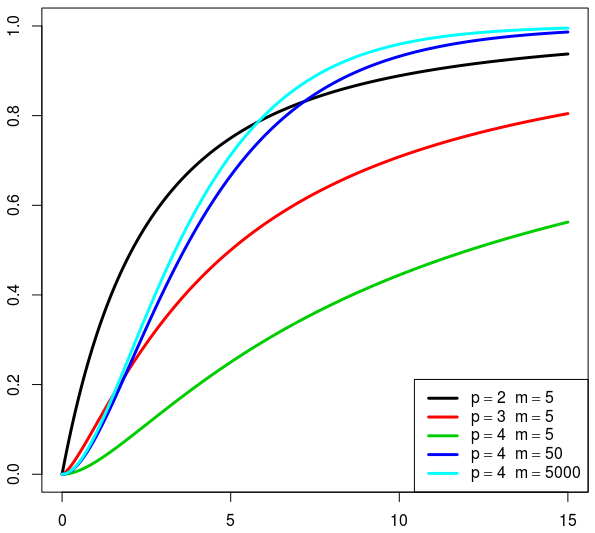 1.0
0.8
0.6
0.4
0.2
0.0
0 5 10 15
p = 2 m = 5
p = 3 m = 5
p = 4 m = 5
p = 4 m = 50
p = 4 m = 5000